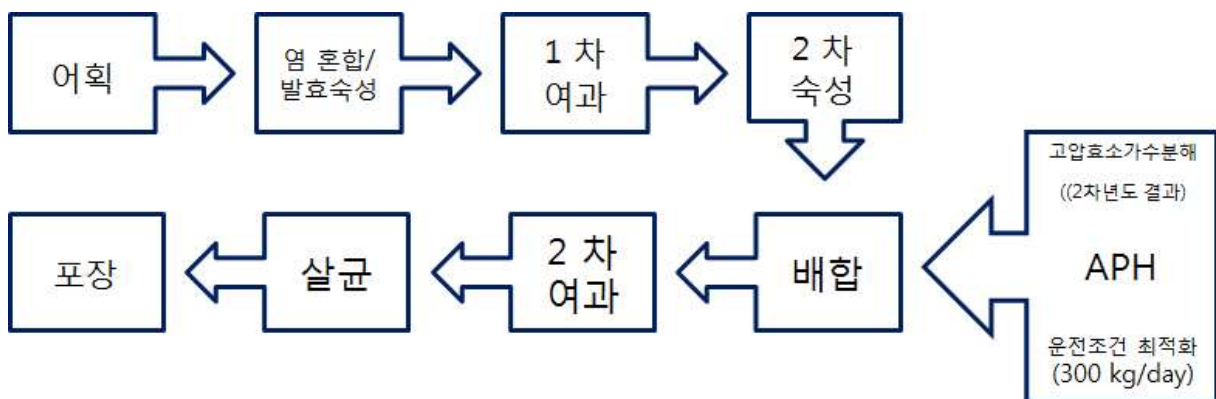 어획
염 혼합/
발효숙성
1 차
여과
2 차
숙성
고압효소가수분해
((2차년도 결과)
APH
운전조건 최적화
(300 kg/day)
배합
2 차
여과
살균
포장